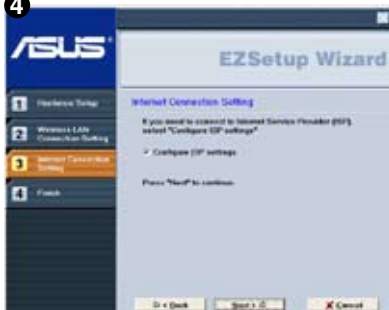 4
ASUS
EZSetup Wizard
1 Hardware Setup
Internet Connection Setting
If you need to connect to Internet Service Provider (ISP),
select "Configure ISP settings"
2 Wireless LAN
Connection Setting
Configure ISP settings
3 Internet Connection
Setting
Press "Next" to continue.
4 Finish
< Back
Next >
Cancel